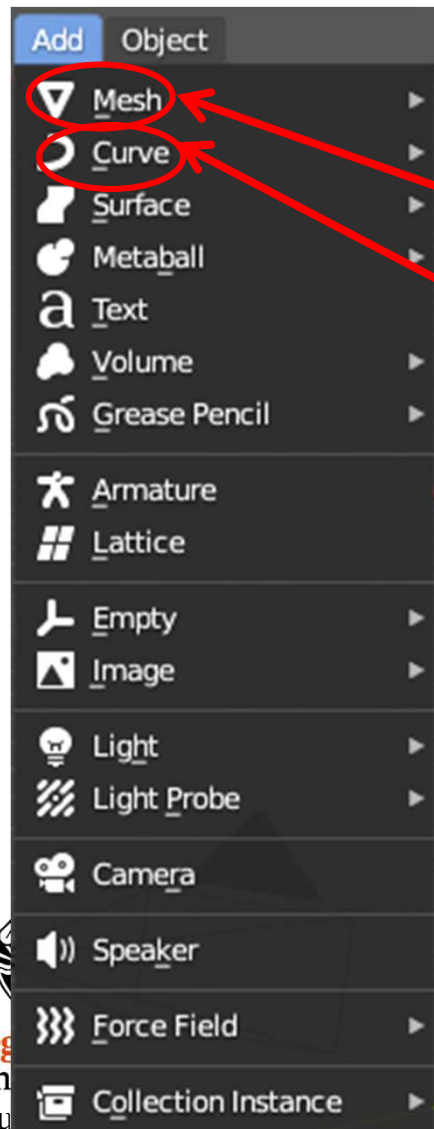 Add Object
Mesh
Curve
Surface
Metaball
Text
Volume
Grease Pencil
Armature
Lattice
Empty
Image
Light
Light Probe
Camera
Speaker
Force Field
Collection Instance